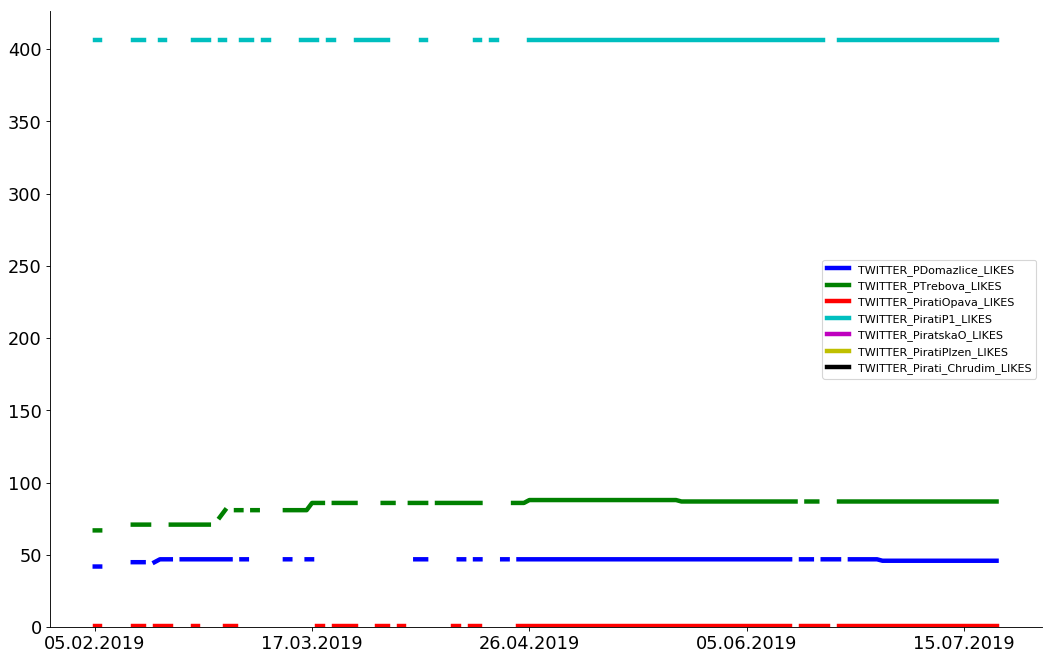 400
350
300
250
200
150
100
50
0
05.02.2019
17.03.2019
26.04.2019
05.06.2019
15.07.2019
TWITTER_PDomazlice_LIKES
TWITTER_PTrebova_LIKES
TWITTER_PiratiOpava_LIKES
TWITTER_PiratiP1_LIKES
TWITTER_PiratskaO_LIKES
TWITTER_PiratiPlzen_LIKES
TWITTER_Pirati_Chrudim_LIKES